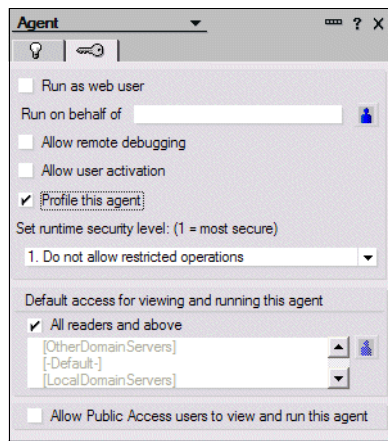 Agent ? X
Run as web user
Run on behalf of
Allow remote debugging
Allow user activation
Profile this agent
Set runtime security level: (1 = most secure)
1. Do not allow restricted operations
Default access for viewing and running this agent
All readers and above
[OtherDomainServers]
[-Default-]
[LocalDomainServers]
Allow Public Access users to view and run this agent